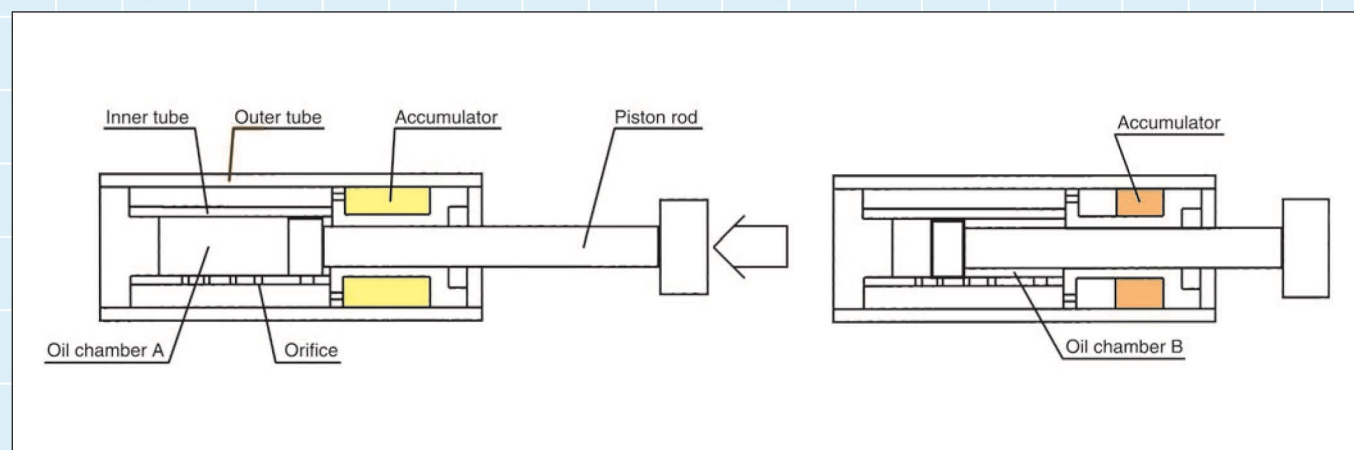 Inner tube
Outer tube
Accumulator
Piston rod
Oil chamber A
Orifice
Accumulator
Oil chamber B